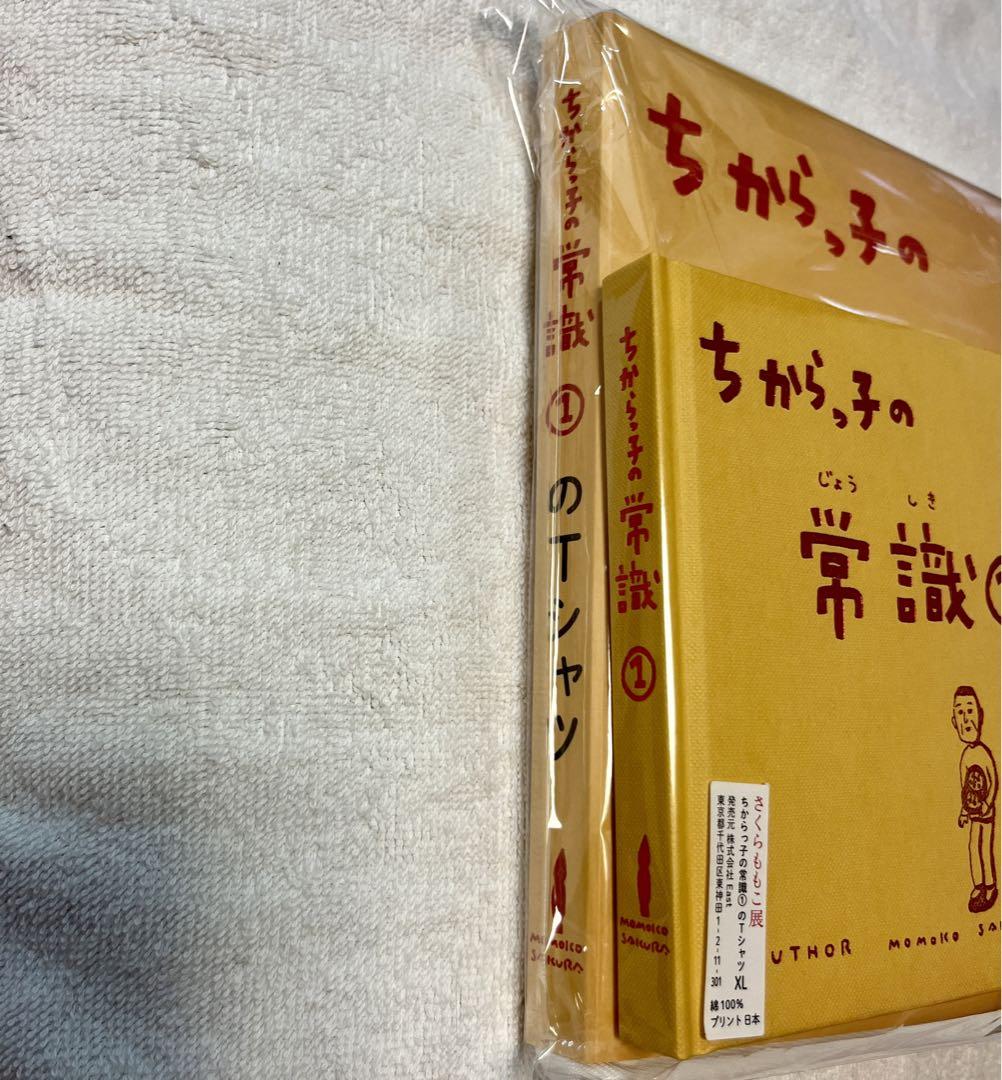 ちからっ子の常識 ① のTシャツ
MOMOKO
SAKURA
ちからっ子の
ちからっ子の常識 ①
MOMOKO
SAKURA
ちからっ子の
じょう しき
常識
UTHOR MOMOKO SA
さくらももこ展
ちからっ子の常識①のTシャツ XL
発売元 株式会社East
東京都千代田区東神田1-2-11-301
綿100%
プリント日本